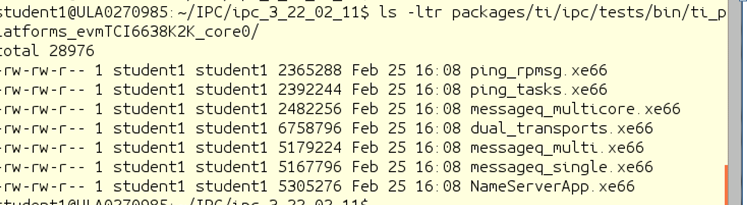 student1@ULA0270985:~/IPC/ipc_3_22_02_11$ ls -ltr packages/ti/ipc/tests/bin/ti_p
latforms_evmTCI6638K2K_core0/
total 28976
-rw-rw-r-- 1 student1 student1 2365288 Feb 25 16:08 ping_rpmsg.xe66
-rw-rw-r-- 1 student1 student1 2392244 Feb 25 16:08 ping_tasks.xe66
-rw-rw-r-- 1 student1 student1 2482256 Feb 25 16:08 messageq_multicore.xe66
-rw-rw-r-- 1 student1 student1 6758796 Feb 25 16:08 dual_transports.xe66
-rw-rw-r-- 1 student1 student1 5179224 Feb 25 16:08 messageq_multi.xe66
-rw-rw-r-- 1 student1 student1 5167796 Feb 25 16:08 messageq_single.xe66
-rw-rw-r-- 1 student1 student1 5305276 Feb 25 16:08 NameServerApp.xe66
student1@ULA0270985:~/IPC/ipc_3_22_02_11$